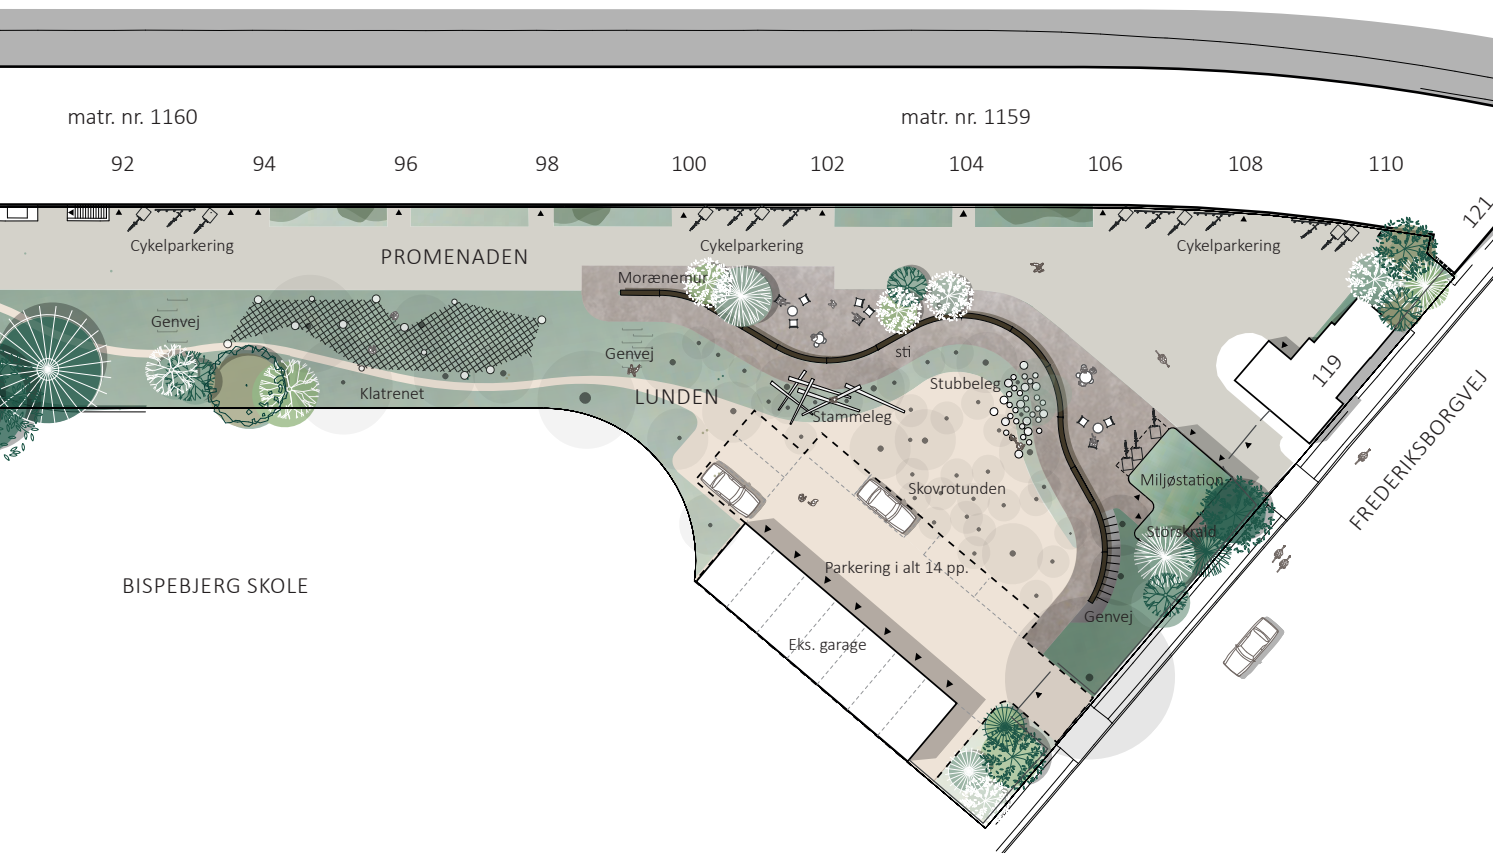 matr. nr. 1160
matr. nr. 1159
92
94
96
98
100
102
104
106
108
110
121
Cykelparkering
PROMENADEN
Cykelparkering
Cykelparkering
Morænemur
Genvej
Genvej
sti
119
Klatrenet
LUNDEN
Stubbeleg
Stammeleg
FREDERIKSBORGVEJ
Miljøstation
Skovrotunden
Storskrald
Parkering i alt 14 pp.
BISPEBJERG SKOLE
Genvej
Eks. garage